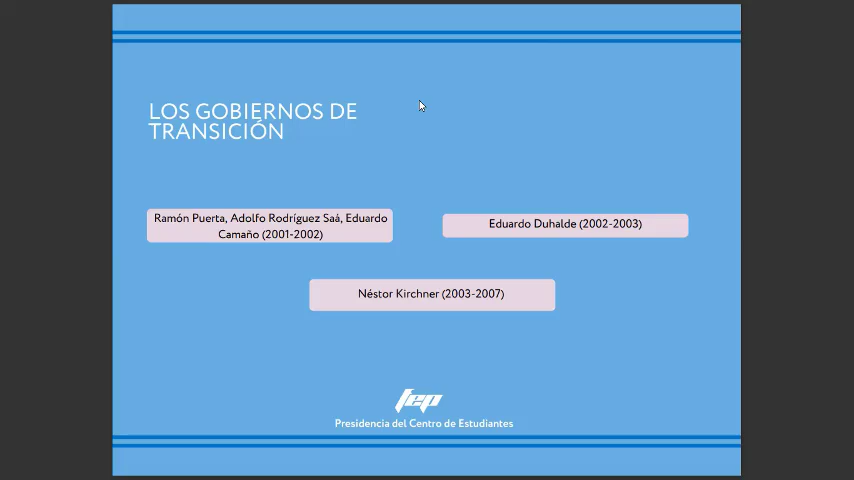 LOS GOBIERNOS DE
TRANSICIÓN
Ramón Puerta, Adolfo Rodríguez Saá, Eduardo
Camaño (2001-2002)
Eduardo Duhalde (2002-2003)
Néstor Kirchner (2003-2007)
fep
Presidencia del Centro de Estudiantes